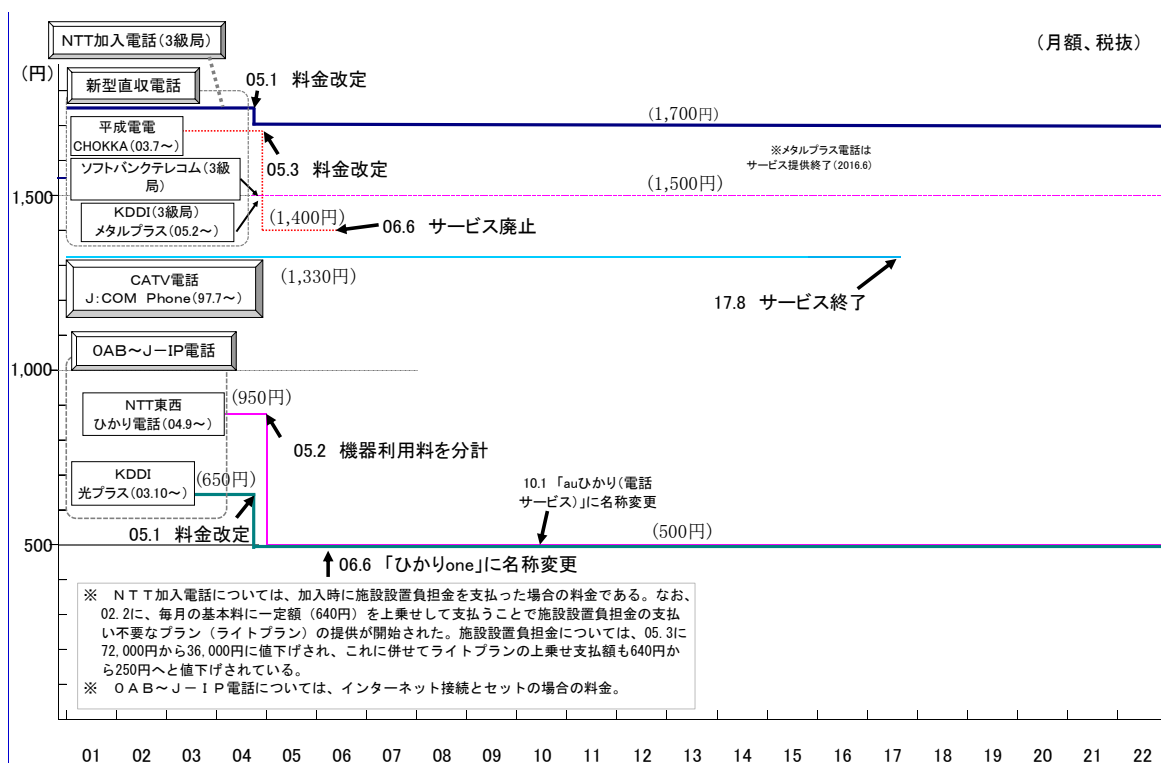 NTT加入電話(3級局)
(月額、税抜)
(円)
新型直収電話
05.1 料金改定
(1,700円)
平成電電
CHOKKA(03.7～)
05.3 料金改定
※メタルプラス電話は
サービス提供終了(2016.6)
ソフトバンクテレコム(3級
局)
1,500
(1,500円)
KDDI(3級局)
メタルプラス(05.2～)
(1,400円)
06.6 サービス廃止
CATV電話
J:COM Phone(97.7～)
(1,330円)
17.8 サービス終了
0AB～J－IP電話
1,000
NTT東西
ひかり電話(04.9～)
(950円)
05.2 機器利用料を分計
KDDI
光プラス(03.10～)
(650円)
10.1 「auひかり(電話
サービス)」に名称変更
05.1 料金改定
(500円)
500
06.6 「ひかりone」に名称変更
※ ＮＴＴ加入電話については、加入時に施設設置負担金を支払った場合の料金である。なお、
02.2に、毎月の基本料に一定額（640円）を上乗せして支払うことで施設設置負担金の支払
い不要なプラン（ライトプラン）の提供が開始された。施設設置負担金については、05.3に
72,000円から36,000円に値下げされ、これに併せてライトプランの上乗せ支払額も640円か
ら250円へと値下げされている。
※ ０ＡＢ～Ｊ－ＩＰ電話については、インターネット接続とセットの場合の料金。
01 02 03 04 05 06 07 08 09 10 11 12 13 14 15 16 17 18 19 20 21 22